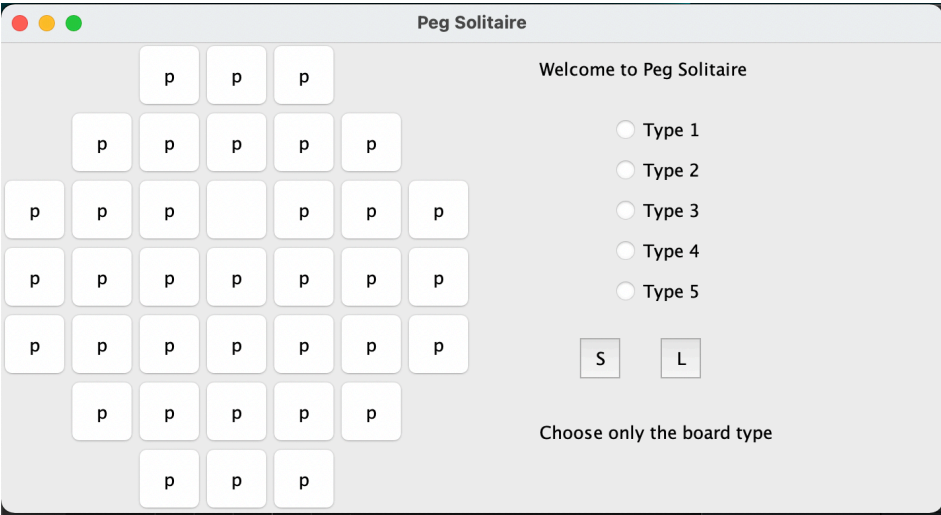 Peg Solitaire
p p p
p p p p p
p p p p p p
p p p p p p p
p p p p p p p
p p p p p
p p p
Welcome to Peg Solitaire
Type 1
Type 2
Type 3
Type 4
Type 5
S L
Choose only the board type